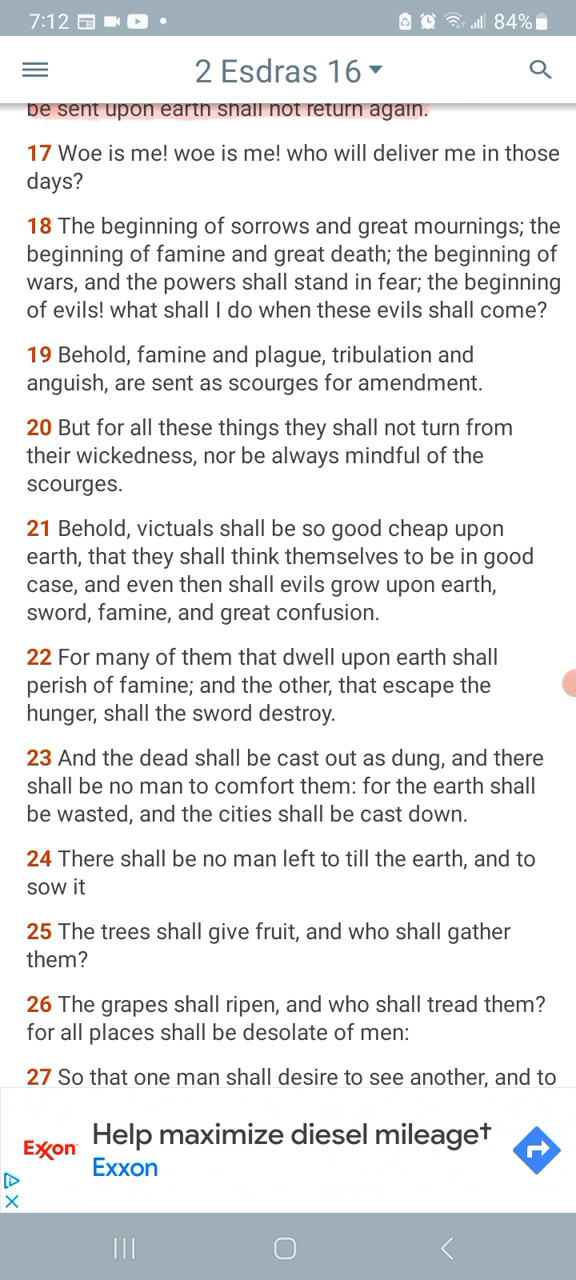 7:12 84%
2 Esdras 16
be sent upon earth shall not return again.
17 Woe is me! woe is me! who will deliver me in those
days?
18 The beginning of sorrows and great mournings; the
beginning of famine and great death; the beginning of
wars, and the powers shall stand in fear; the beginning
of evils! what shall I do when these evils shall come?
19 Behold, famine and plague, tribulation and
anguish, are sent as scourges for amendment.
20 But for all these things they shall not turn from
their wickedness, nor be always mindful of the
scourges.
21 Behold, victuals shall be so good cheap upon
earth, that they shall think themselves to be in good
case, and even then shall evils grow upon earth,
sword, famine, and great confusion.
22 For many of them that dwell upon earth shall
perish of famine; and the other, that escape the
hunger, shall the sword destroy.
23 And the dead shall be cast out as dung, and there
shall be no man to comfort them: for the earth shall
be wasted, and the cities shall be cast down.
24 There shall be no man left to till the earth, and to
sow it
25 The trees shall give fruit, and who shall gather
them?
26 The grapes shall ripen, and who shall tread them?
for all places shall be desolate of men:
27 So that one man shall desire to see another, and to
Exxon
Help maximize diesel mileage†
Exxon